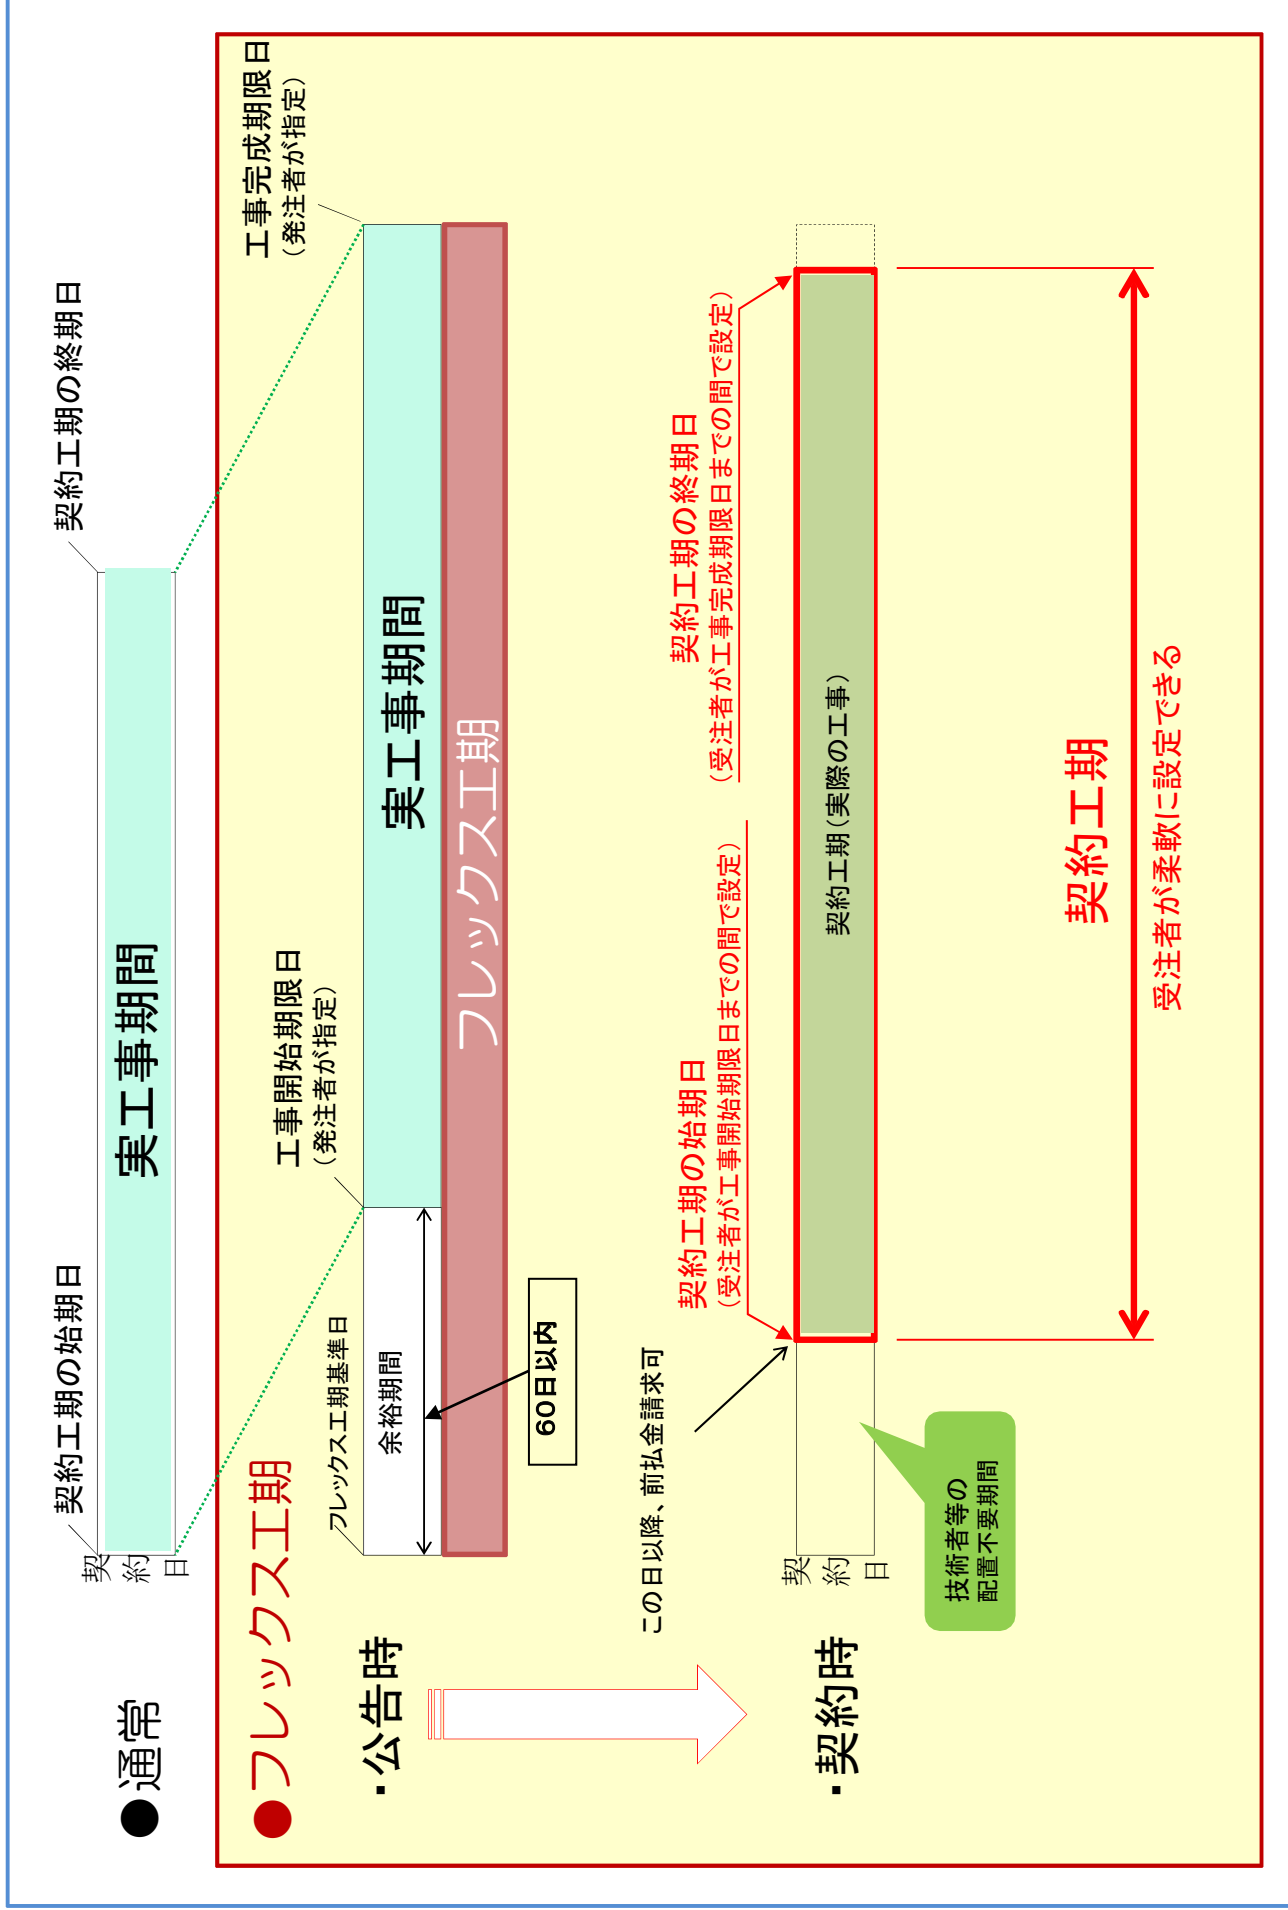 ●通常
契約工期の始期日
契約工期の終期日
契約日
実工事期間
●フレックス工期
・公告時
フレックス工期基準日
工事開始期限日
（発注者が指定）
工事完成期限日
（発注者が指定）
余裕期間
実工事期間
フレックス工期
60日以内
・契約時
この日以降、前払金請求可
契約工期の始期日
（受注者が工事開始期限日までの間で設定）
契約工期の終期日
（受注者が工事完成期限日までの間で設定）
契約日
契約工期（実際の工事）
技術者等の
配置不要期間
契約工期
受注者が柔軟に設定できる